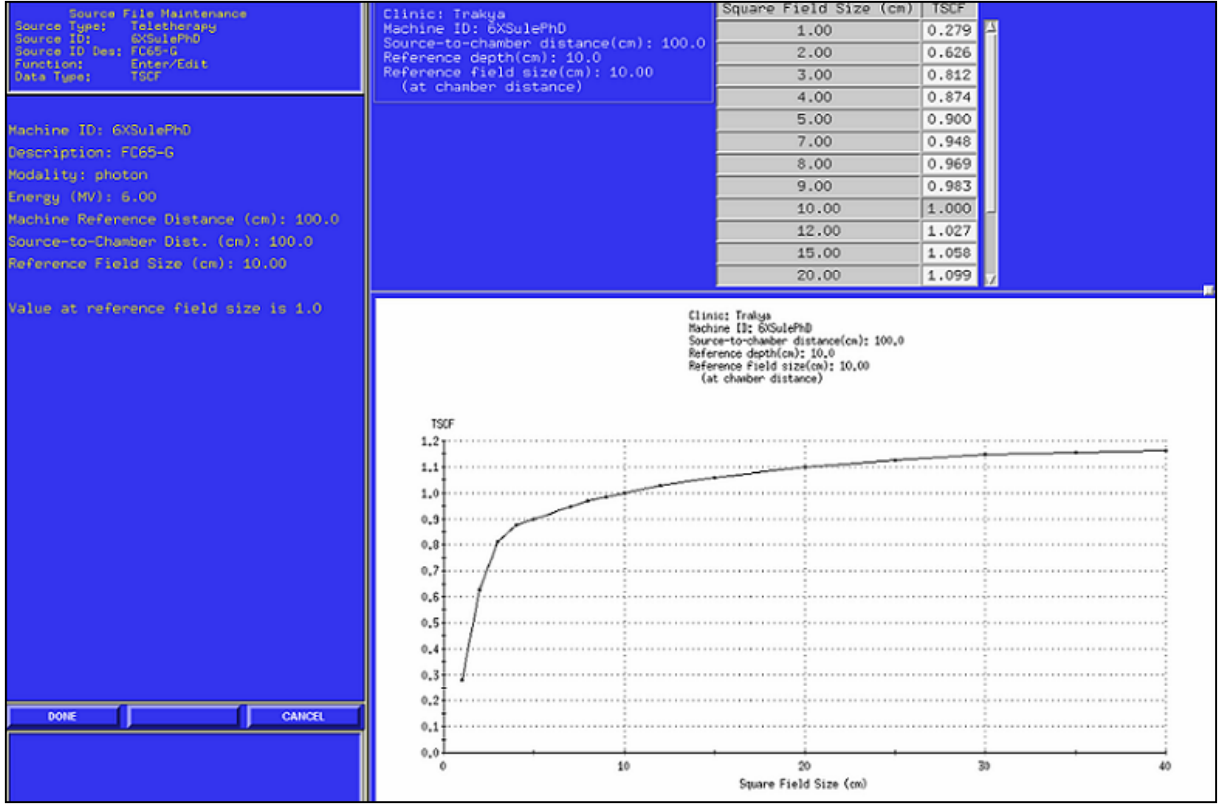 Source File Maintenance
Source Type: Teletherapy
Source ID: 6XSulePhD
Source ID Des: FC65-G
Function: Enter/Edit
Data Type: TSCF
Machine ID: 6XSulePhD
Description: FC65-G
Modality: photon
Energy (MV): 6.00
Machine Reference Distance (cm): 100.0
Source-to-Chamber Dist. (cm): 100.0
Reference Field Size (cm): 10.00
Value at reference field size is 1.0
DONE
CANCEL
Clinic: Trakya
Machine ID: 6XSulePhD
Source-to-chamber distance(cm): 100.0
Reference depth(cm): 10.0
Reference field size(cm): 10.00
(at chamber distance)
Square Field Size (cm) TSCF
1.00 0.279
2.00 0.626
3.00 0.812
4.00 0.874
5.00 0.900
7.00 0.948
8.00 0.969
9.00 0.983
10.00 1.000
12.00 1.027
15.00 1.058
20.00 1.099
Clinic: Trakya
Machine ID: 6XSulePhD
Source-to-chamber distance(cm): 100.0
Reference depth(cm): 10.0
Reference field size(cm): 10.00
(at chamber distance)
TSCF
1.2
1.1
1.0
0.9
0.8
0.7
0.6
0.5
0.4
0.3
0.2
0.1
0.0
0 10 20 30 40
Square Field Size (cm)